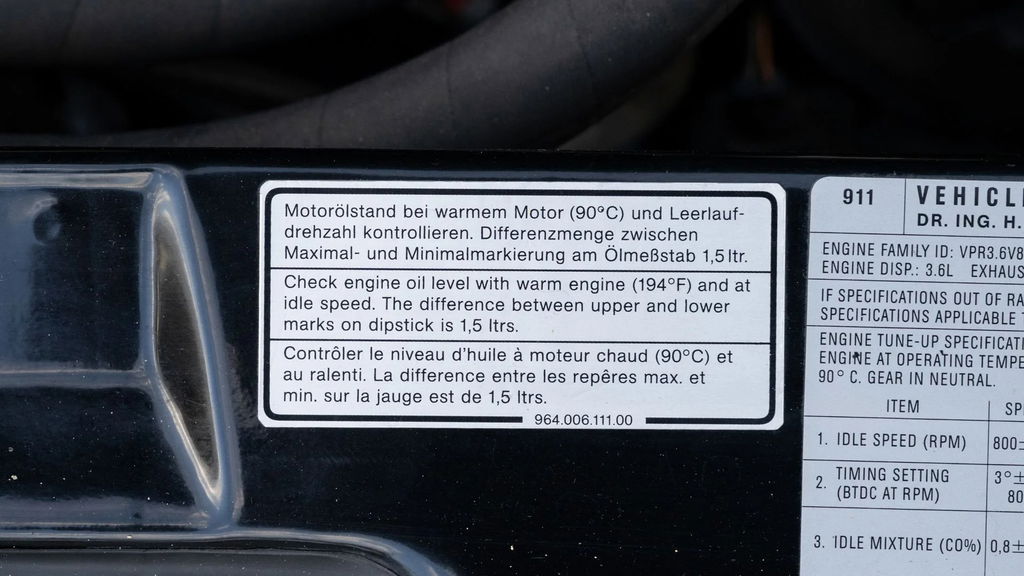 Motorölstand bei warmem Motor (90°C) und Leerlauf-
drehzahl kontrollieren. Differenzmenge zwischen
Maximal- und Minimalmarkierung am Ölmeßstab 1,5 ltr.
Check engine oil level with warm engine (194°F) and at
idle speed. The difference between upper and lower
marks on dipstick is 1,5 ltrs.
Contrôler le niveau d'huile à moteur chaud (90°C) et
au ralenti. La difference entre les repêres max. et
min. sur la jauge est de 1,5 ltrs.
964.006.111.00
911
DR. ING. H.
ENGINE FAMILY ID:
ENGINE DISP.: 3.6L
IF SPECIFICATIONS OUT OF
SPECIFICATIONS APPLICABLE
ENGINE TUNE-UP
ENGINE AT OPERATING
90° C. GEAR IN NEUTRAL.
ITEM
1. IDLE SPEED (RPM) 800±
2. TIMING SETTING 3°±
(BTDC AT RPM)
3. IDLE MIXTURE (CO%) 0,8±